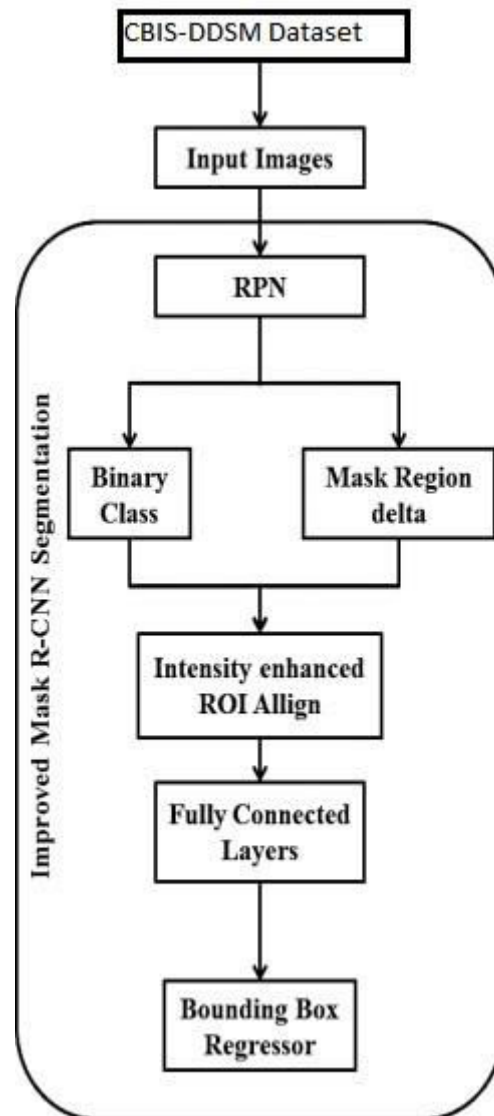 CBIS-DDSM Dataset
Input Images
Improved Mask R-CNN Segmentation
RPN
Binary
Class
Mask Region
delta
Intensity enhanced
ROI Allign
Fully Connected
Layers
Bounding Box
Regressor